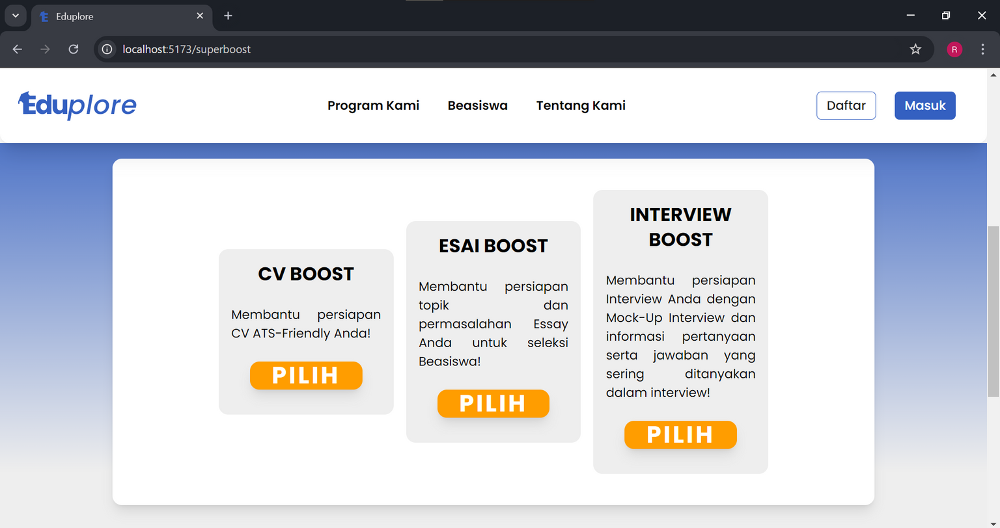 Eduplore
localhost:5173/superboost
R
Eduplore
Program Kami
Beasiswa
Tentang Kami
Daftar
Masuk
CV BOOST
Membantu persiapan
CV ATS-Friendly Anda!
PILIH
ESAI BOOST
Membantu persiapan
topik dan
permasalahan Essay
Anda untuk seleksi
Beasiswa!
PILIH
INTERVIEW
BOOST
Membantu persiapan
Interview Anda dengan
Mock-Up Interview dan
informasi pertanyaan
serta jawaban yang
sering ditanyakan
dalam interview!
PILIH